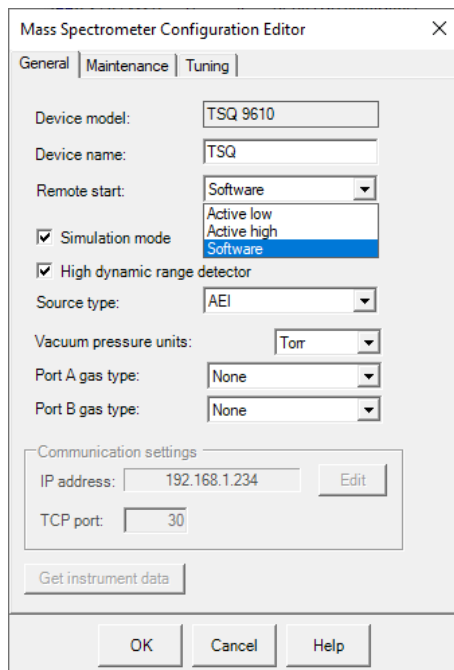 Mass Spectrometer Configuration Editor
General Maintenance Tuning
Device model: TSQ 9610
Device name: TSQ
Remote start: Software
Active low
Active high
Software
Simulation mode
High dynamic range detector
Source type: AEI
Vacuum pressure units: Torr
Port A gas type: None
Port B gas type: None
Communication settings
IP address: 192.168.1.234 Edit
TCP port: 30
Get instrument data
OK Cancel Help